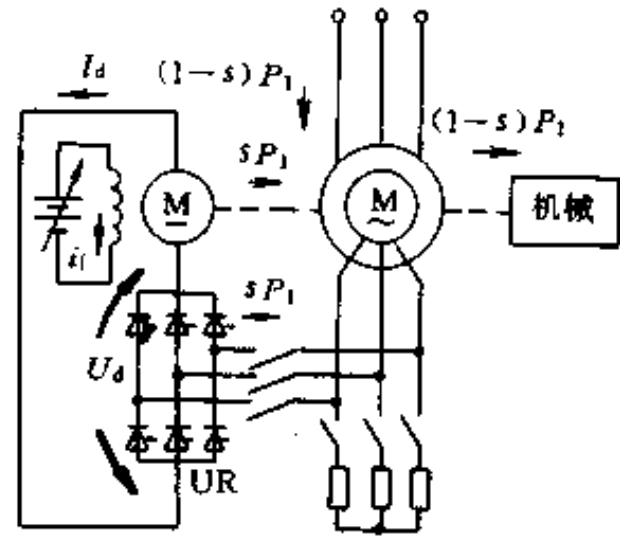 I_d
(1-s)P_1
(1-s)P_1
sP_1
M
M
~
机械
i_f
sP_1
U_d
UR